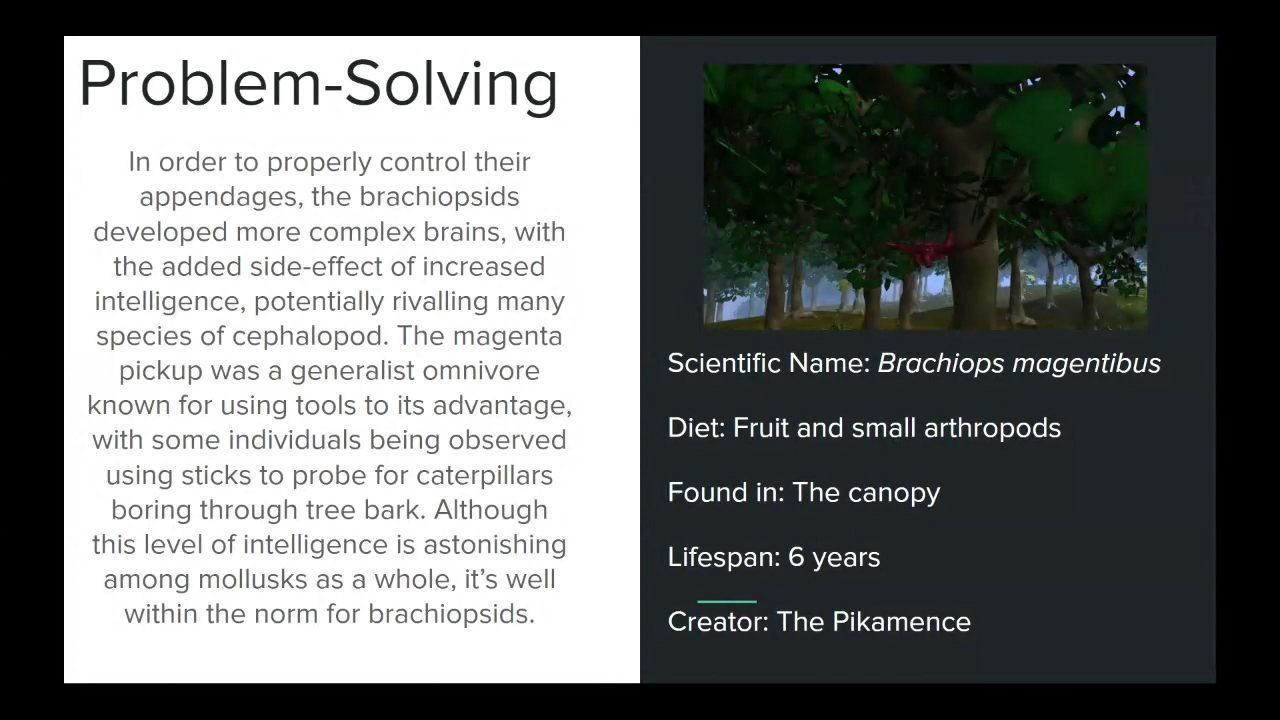 Problem-Solving
In order to properly control their
appendages, the brachiopsids
developed more complex brains, with
the added side-effect of increased
intelligence, potentially rivalling many
species of cephalopod. The magenta
pickup was a generalist omnivore
known for using tools to its advantage,
with some individuals being observed
using sticks to probe for caterpillars
boring through tree bark. Although
this level of intelligence is astonishing
among mollusks as a whole, it’s well
within the norm for brachiopsids.
Scientific Name: Brachiops magentibus
Diet: Fruit and small arthropods
Found in: The canopy
Lifespan: 6 years
Creator: The Pikamence